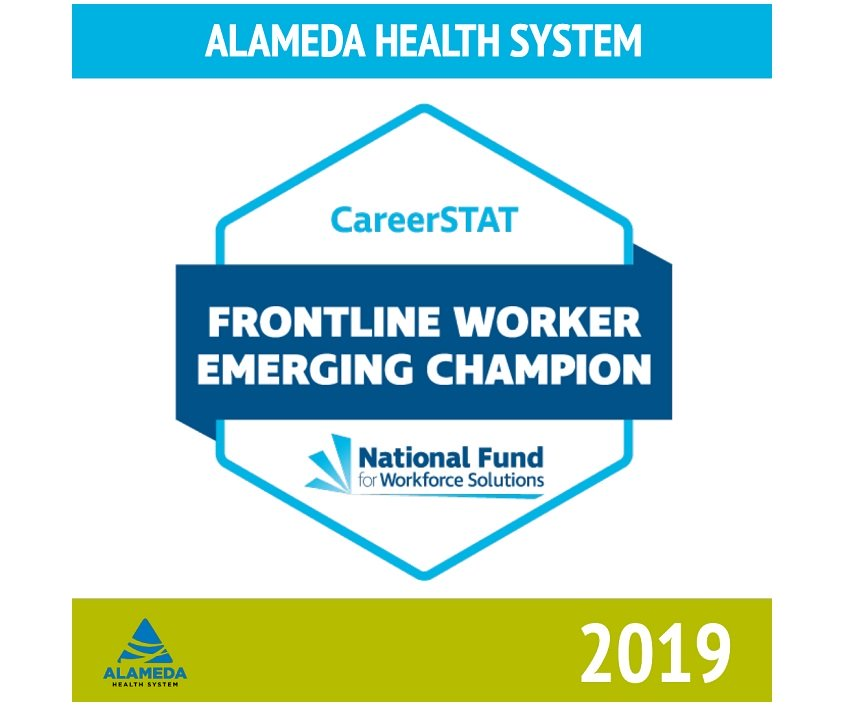 ALAMEDA HEALTH SYSTEM
CareerSTAT
FRONTLINE WORKER
EMERGING CHAMPION
National Fund
for Workforce Solutions
ALAMEDA
HEALTH SYSTEM
2019